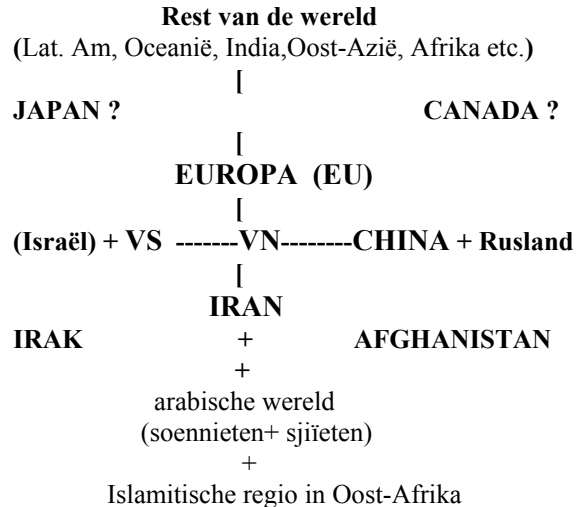 Rest van de wereld
(Lat. Am, Oceanië, India,Oost-Azië, Afrika etc.)
[
JAPAN ? CANADA ?
[
EUROPA (EU)
[
(Israël) + VS -------VN--------CHINA + Rusland
[
IRAN
IRAK + AFGHANISTAN
+
arabische wereld
(soennieten+ sjiïeten)
+
Islamitische regio in Oost-Afrika